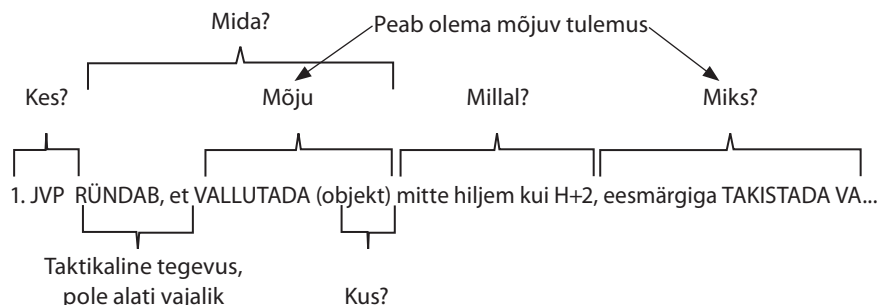 Mida?
Peab olema mõjuv tulemus
Kes?
Mõju
Millal?
Miks?
1. JVP RÜNDAB, et VALLUTADA (objekt) mitte hiljem kui H+2, eesmärgiga TAKISTADA VA...
Taktikaline tegevus,
pole alati vajalik
Kus?